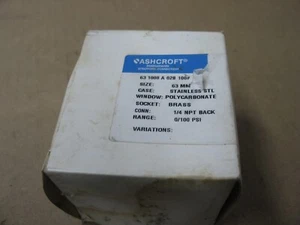 ASHCROFT
63 1009 A 02B 100#
SIZE: 63 MM
CASE: STAINLESS STL
WINDOW: POLYCARBONATE
SOCKET: BRASS
CONN: 1/4 NPT BACK
RANGE: 0/100 PSI
VARIATIONS: